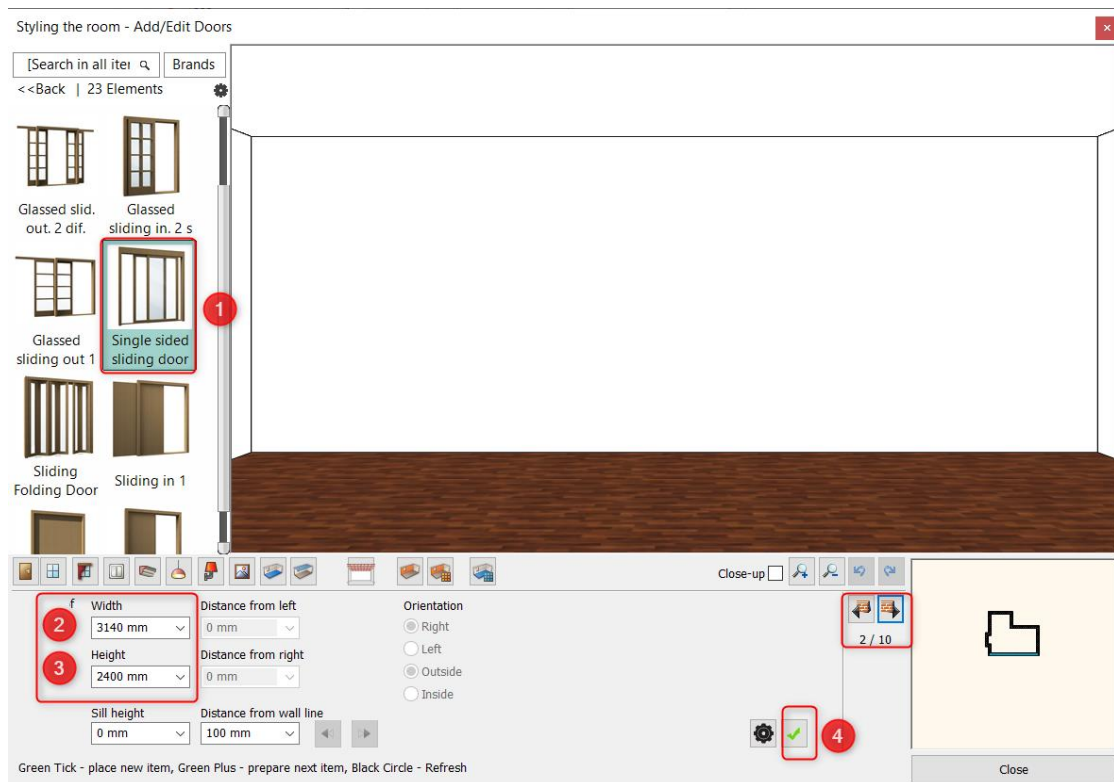 Styling the room - Add/Edit Doors
[Search in all iter
Brands
<<Back | 23 Elements
Glassed slid.
out. 2 dif.
Glassed
sliding in. 2 s
Glassed
sliding out 1
Single sided
sliding door
1
Sliding
Folding Door
Sliding in 1
Close-up
2
3
Width
3140 mm
Height
2400 mm
Sill height
0 mm
Distance from left
0 mm
Distance from right
0 mm
Distance from wall line
100 mm
Orientation
Right
Left
Outside
Inside
2 / 10
4
Green Tick - place new item, Green Plus - prepare next item, Black Circle - Refresh
Close